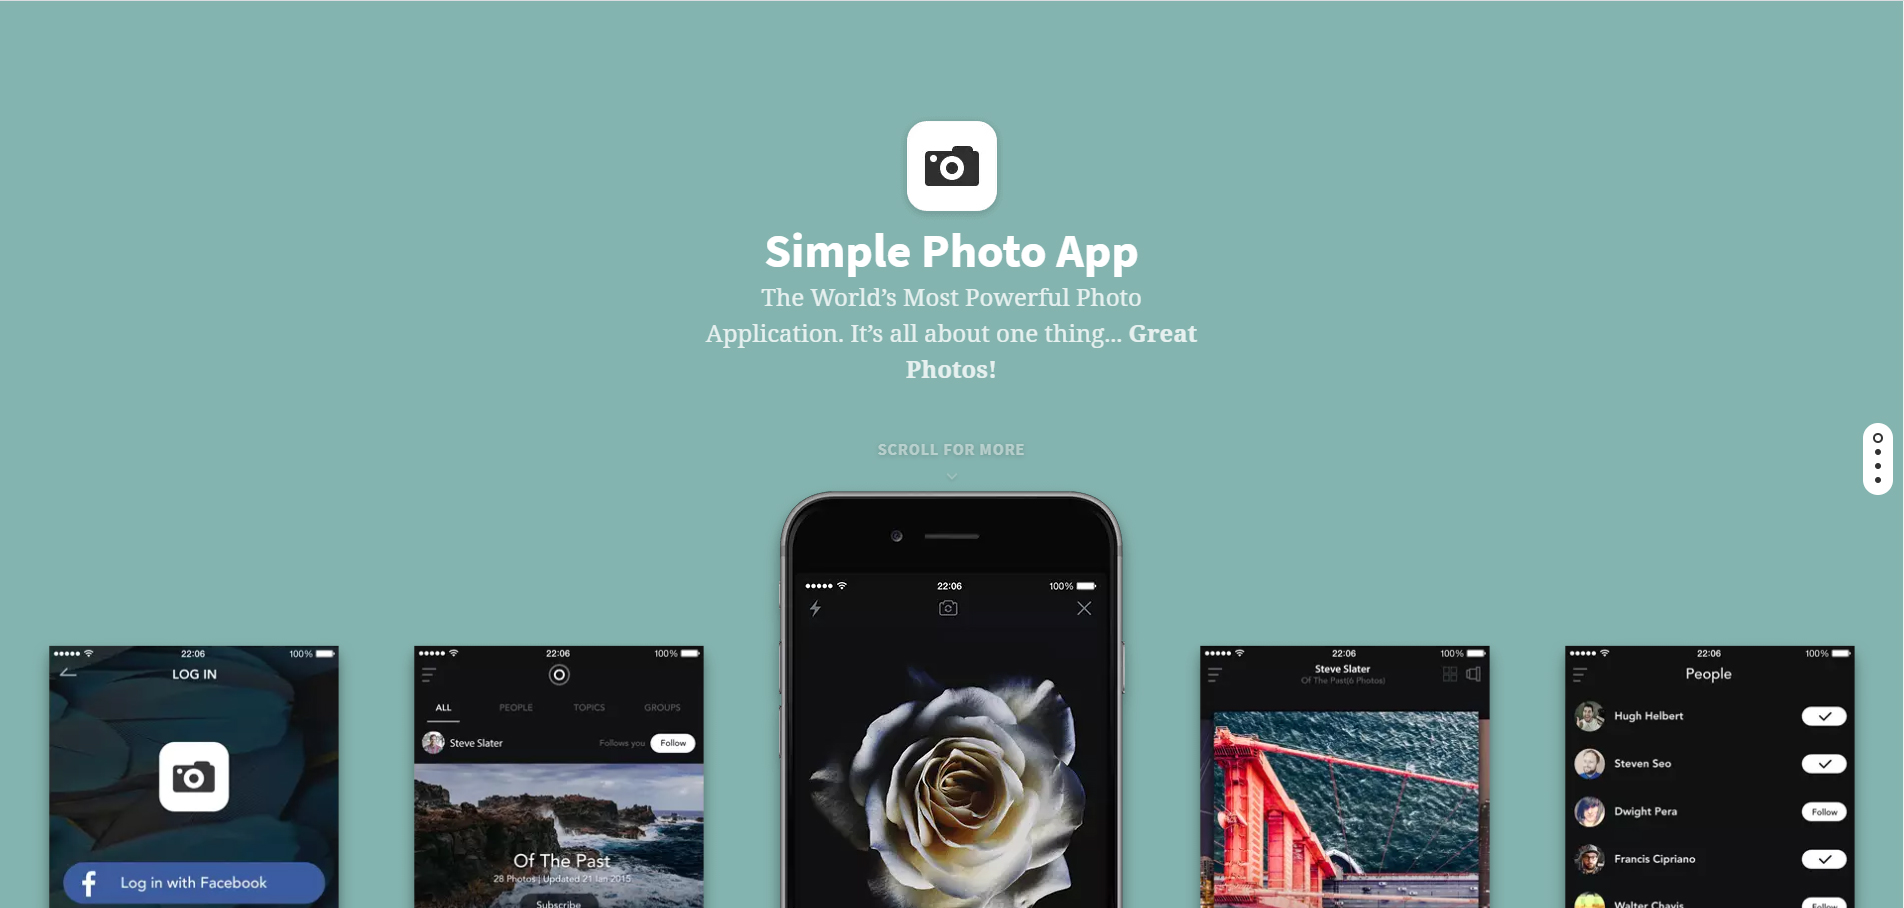 Simple Photo App
The World’s Most Powerful Photo
Application. It’s all about one thing... Great
Photos!
SCROLL FOR MORE
22:06
100%
22:06
100%
LOG IN
Log in with Facebook
22:06
100%
ALL
PEOPLE
TOPICS
GROUPS
Steve Slater
Follows you
Follow
Of The Past
28 Photos | Updated 21 Jan 2015
Subscribe
22:06
100%
Steve Slater
Of The Past(6 Photos)
22:06
100%
People
Hugh Helbert
Steven Seo
Dwight Pera
Follow
Francis Cipriano
Walter Chavis
Follow